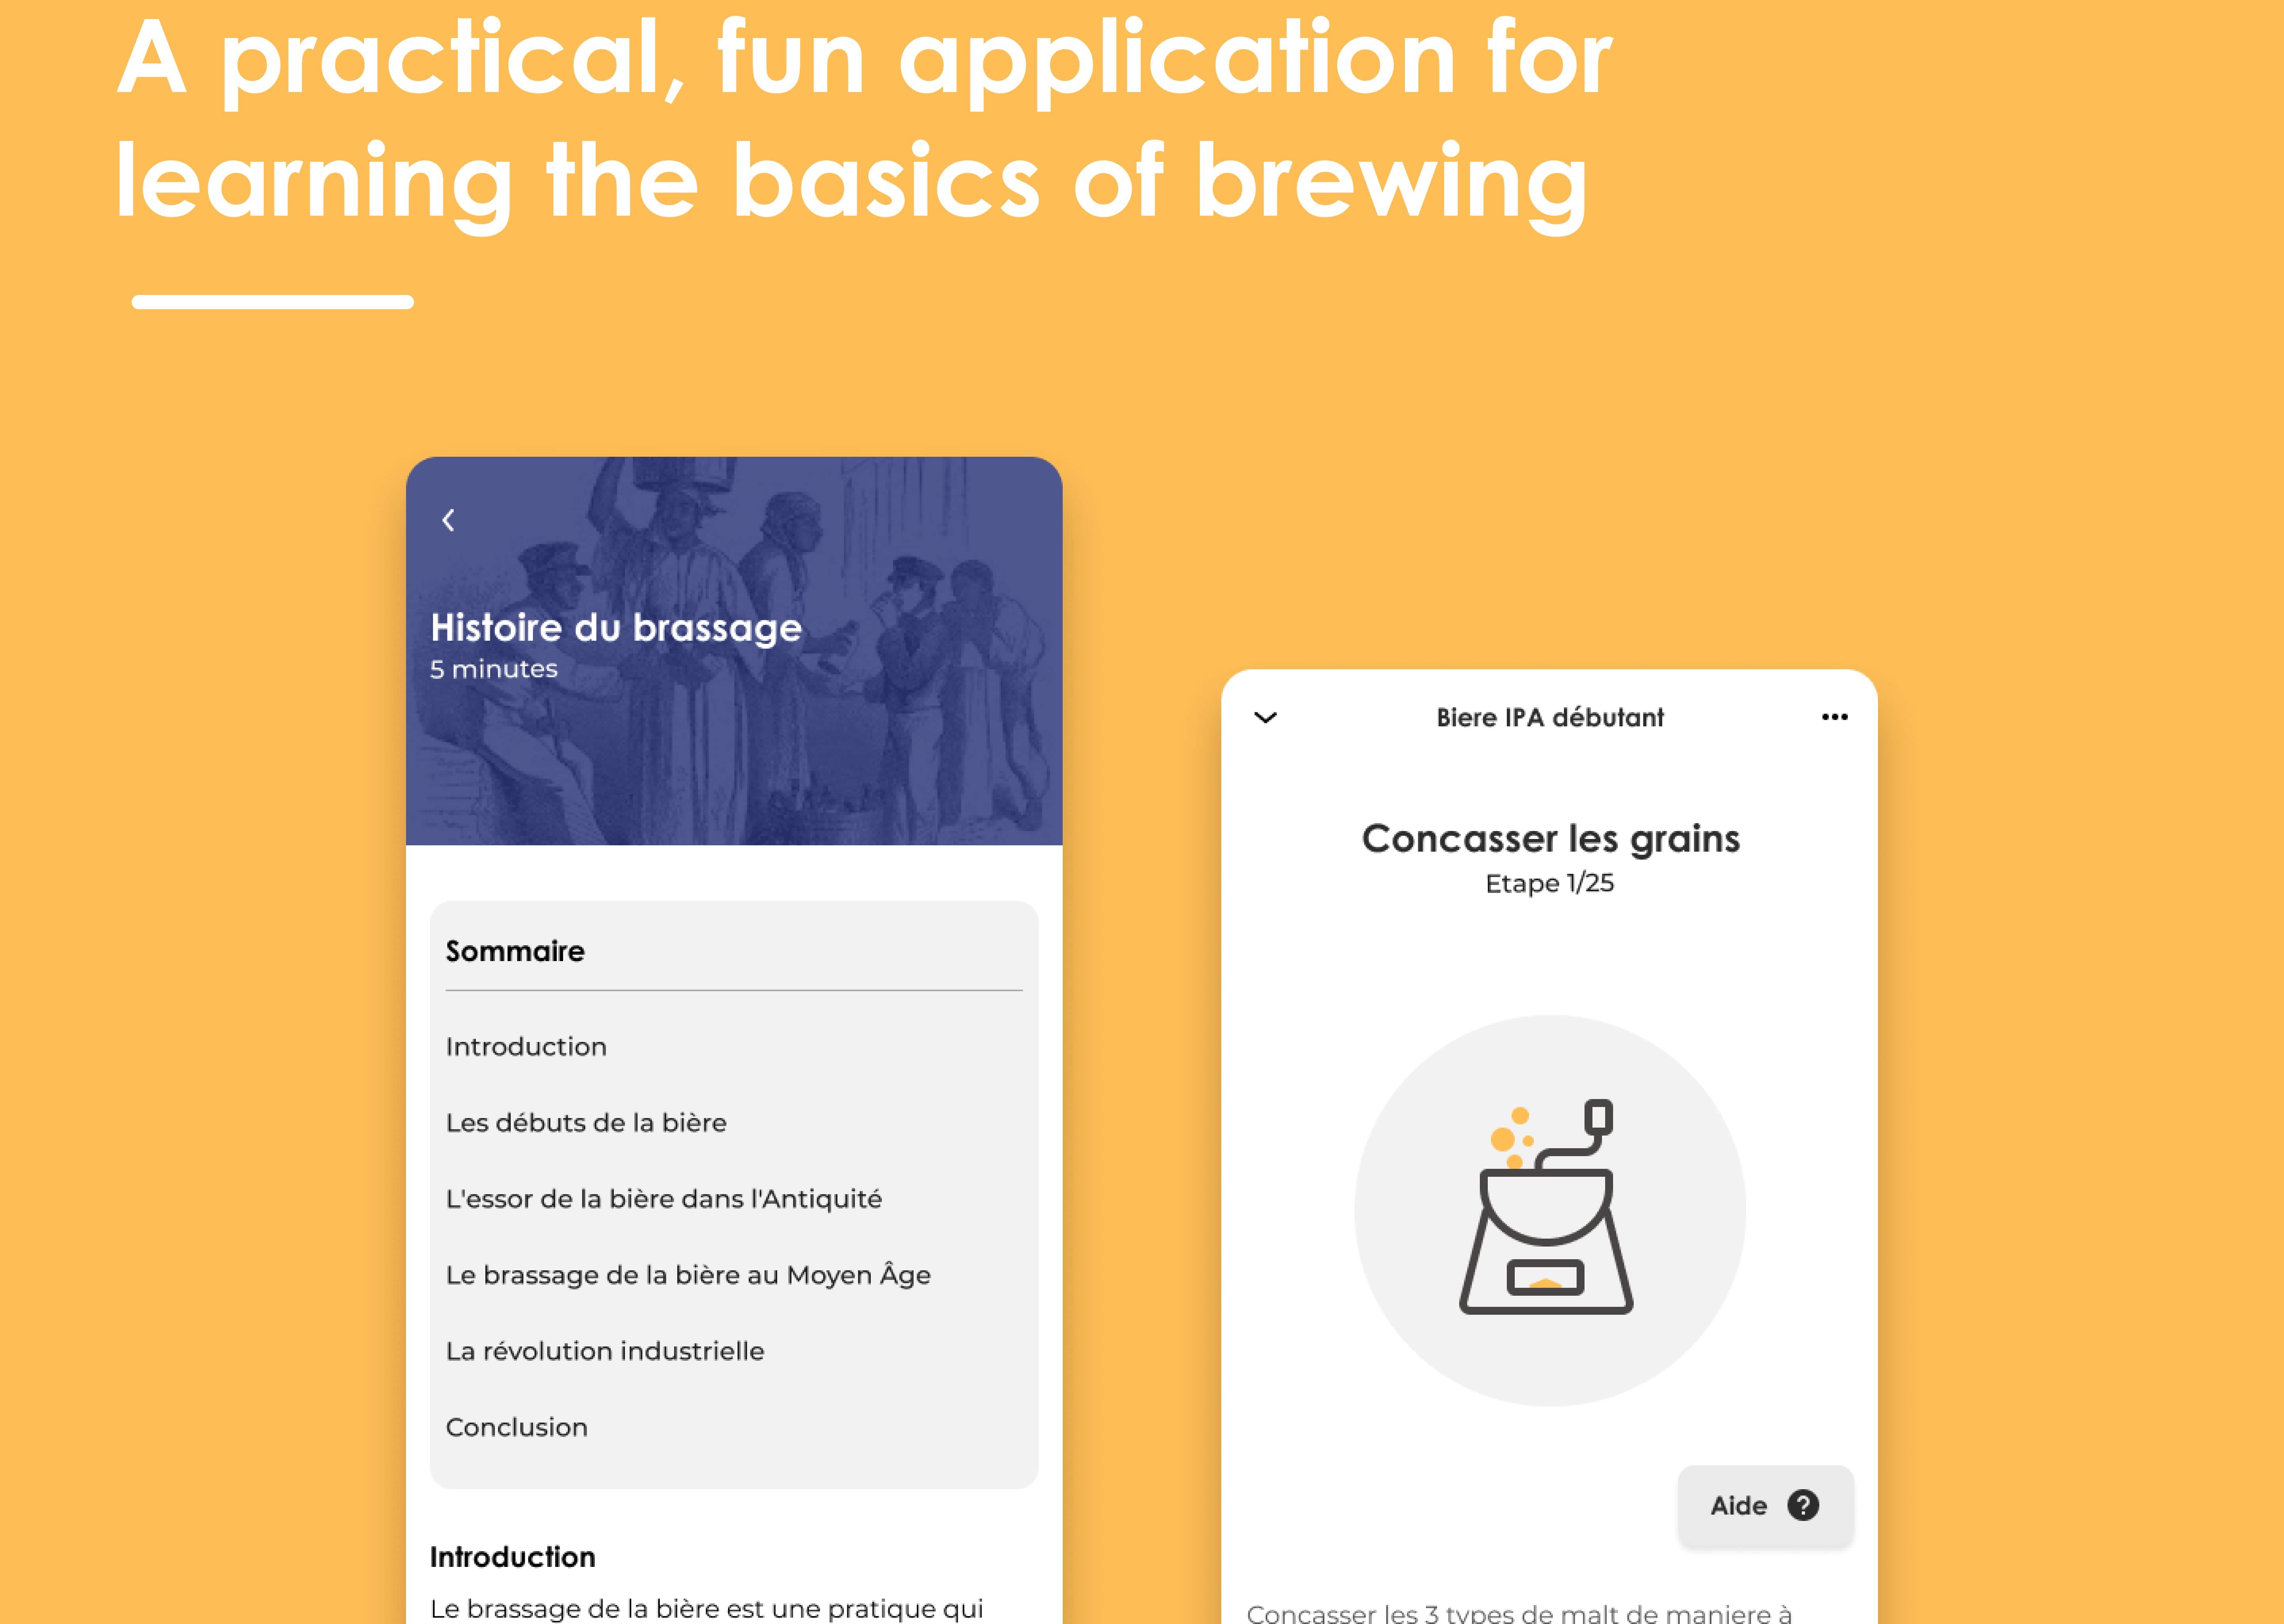 A practical, fun application for
learning the basics of brewing
Histoire du brassage
5 minutes
Sommaire
Introduction
Les débuts de la bière
L'essor de la bière dans l'Antiquité
Le brassage de la bière au Moyen Âge
La révolution industrielle
Conclusion
Introduction
Le brassage de la bière est une pratique qui
Biere IPA débutant
Concasser les grains
Etape 1/25
Aide ?
Concasser les 3 types de malt de maniere à